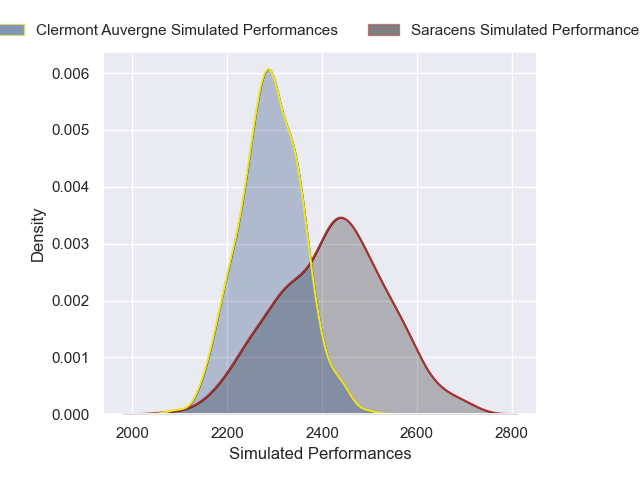 Clermont Auvergne Simulated Performances
Saracens Simulated Performance
0.006
0.005
0.004
0.003
0.002
0.001
0.000
Density
2000 2200 2400 2600 2800
Simulated Performances